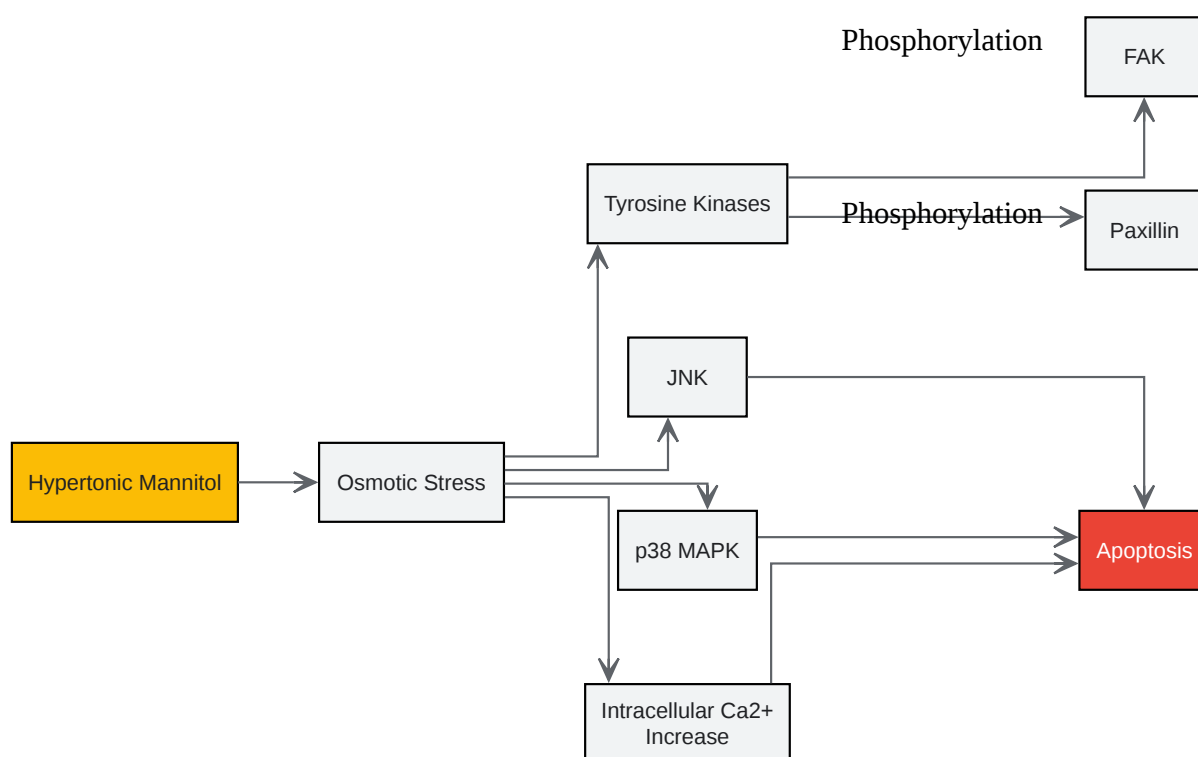 Phosphorylation
FAK
Tyrosine Kinases
Phosphorylation
Paxillin
JNK
Hypertonic Mannitol
Osmotic Stress
p38 MAPK
Apoptosis
Intracellular Ca2+
Increase